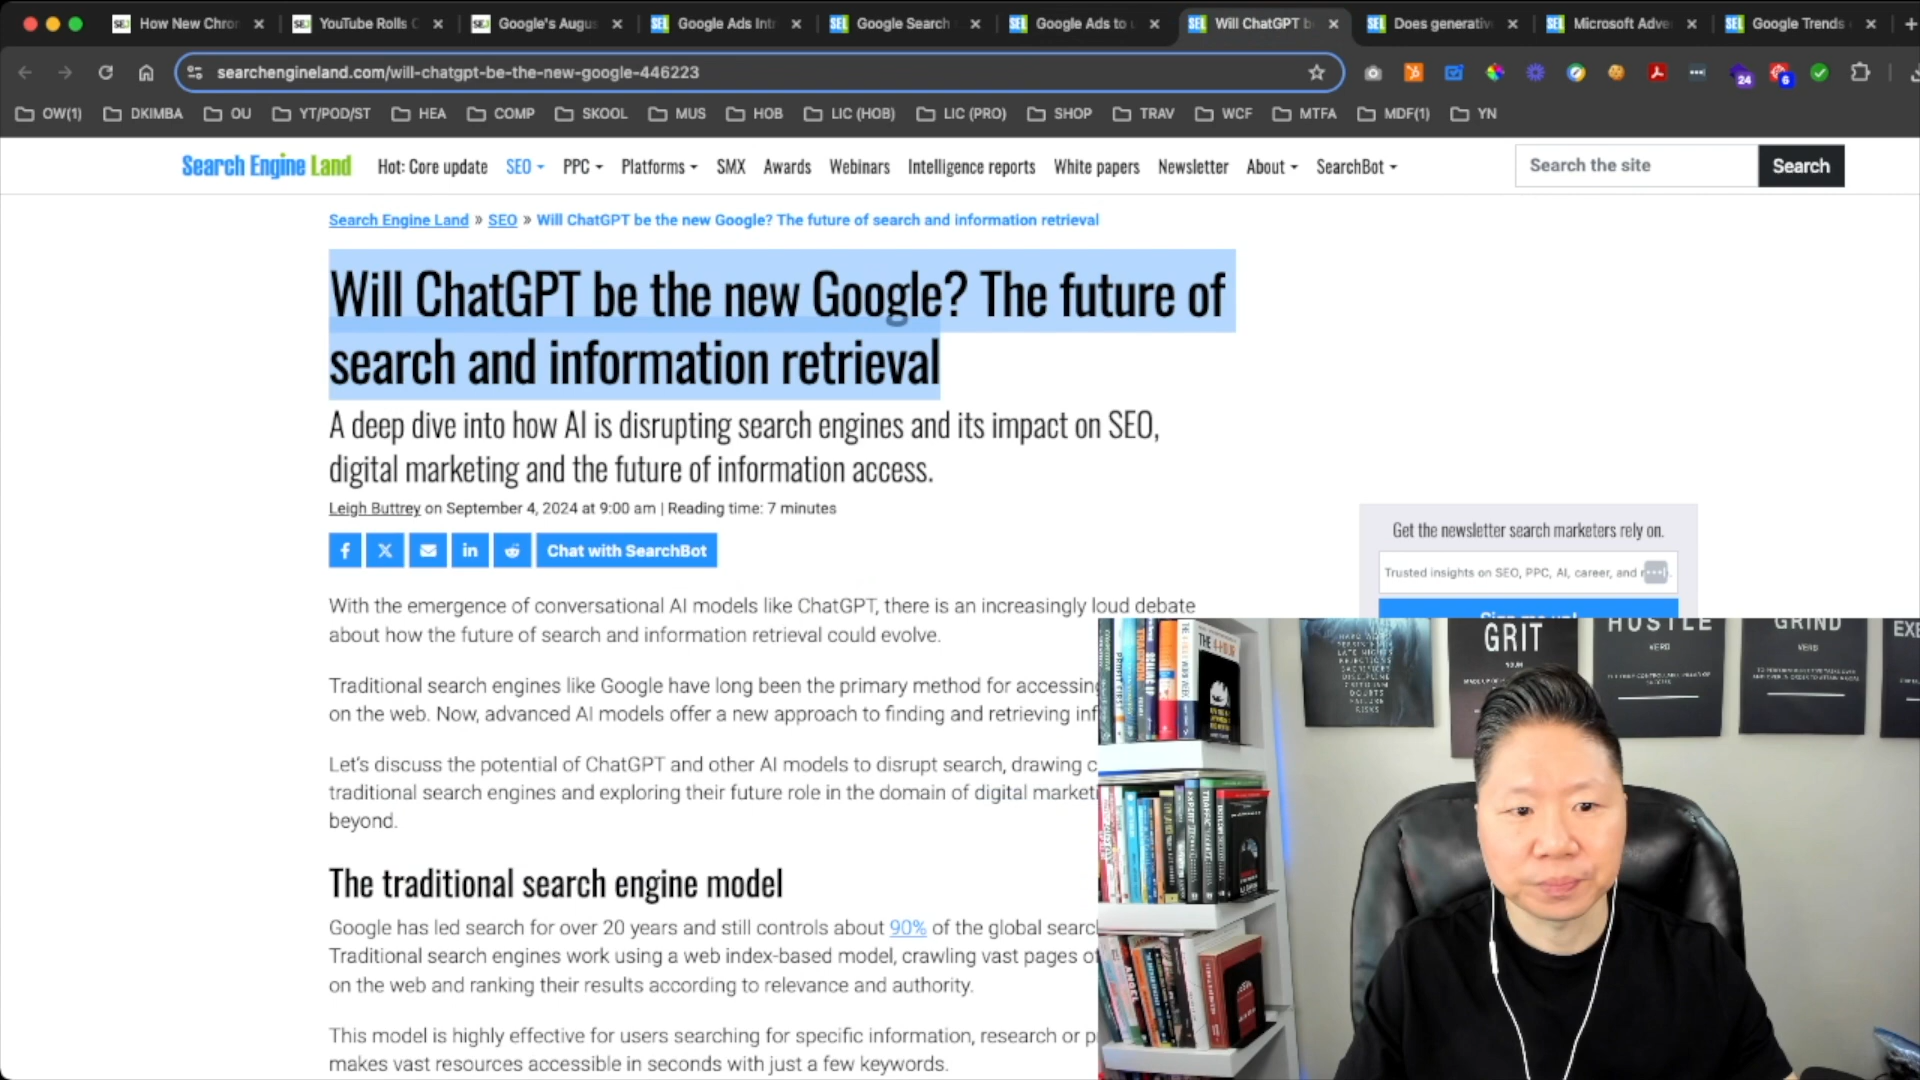 How New Chron
YouTube Rolls C
Google's Augus
Google Ads Intr
Google Search
Google Ads to u
Will ChatGPT b
Does generativ
Microsoft Adve
Google Trends
searchengineland.com/will-chatgpt-be-the-new-google-446223
24
6
OW(1)
DKIMBA
OU
YT/POD/ST
HEA
COMP
SKOOL
MUS
HOB
LIC (HOB)
LIC (PRO)
SHOP
TRAV
WCF
MTFA
MDF(1)
YN
Search Engine Land
Hot: Core update
SEO
PPC
Platforms
SMX
Awards
Webinars
Intelligence reports
White papers
Newsletter
About
SearchBot
Search the site
Search
Search Engine Land » SEO » Will ChatGPT be the new Google? The future of search and information retrieval
Will ChatGPT be the new Google? The future of
search and information retrieval
A deep dive into how AI is disrupting search engines and its impact on SEO,
digital marketing and the future of information access.
Leigh Buttrey on September 4, 2024 at 9:00 am | Reading time: 7 minutes
Chat with SearchBot
Get the newsletter search marketers rely on.
Trusted insights on SEO, PPC, AI, career, and
With the emergence of conversational AI models like ChatGPT, there is an increasingly loud debate
about how the future of search and information retrieval could evolve.
Traditional search engines like Google have long been the primary method for accessing
on the web. Now, advanced AI models offer a new approach to finding and retrieving inf
Let's discuss the potential of ChatGPT and other AI models to disrupt search, drawing c
traditional search engines and exploring their future role in the domain of digital market
beyond.
The traditional search engine model
Google has led search for over 20 years and still controls about 90% of the global search
Traditional search engines work using a web index-based model, crawling vast pages of
on the web and ranking their results according to relevance and authority.
This model is highly effective for users searching for specific information, research or p
makes vast resources accessible in seconds with just a few keywords.
GRIT
NOUN
HUSTLE
VERB
GRIND
VERB